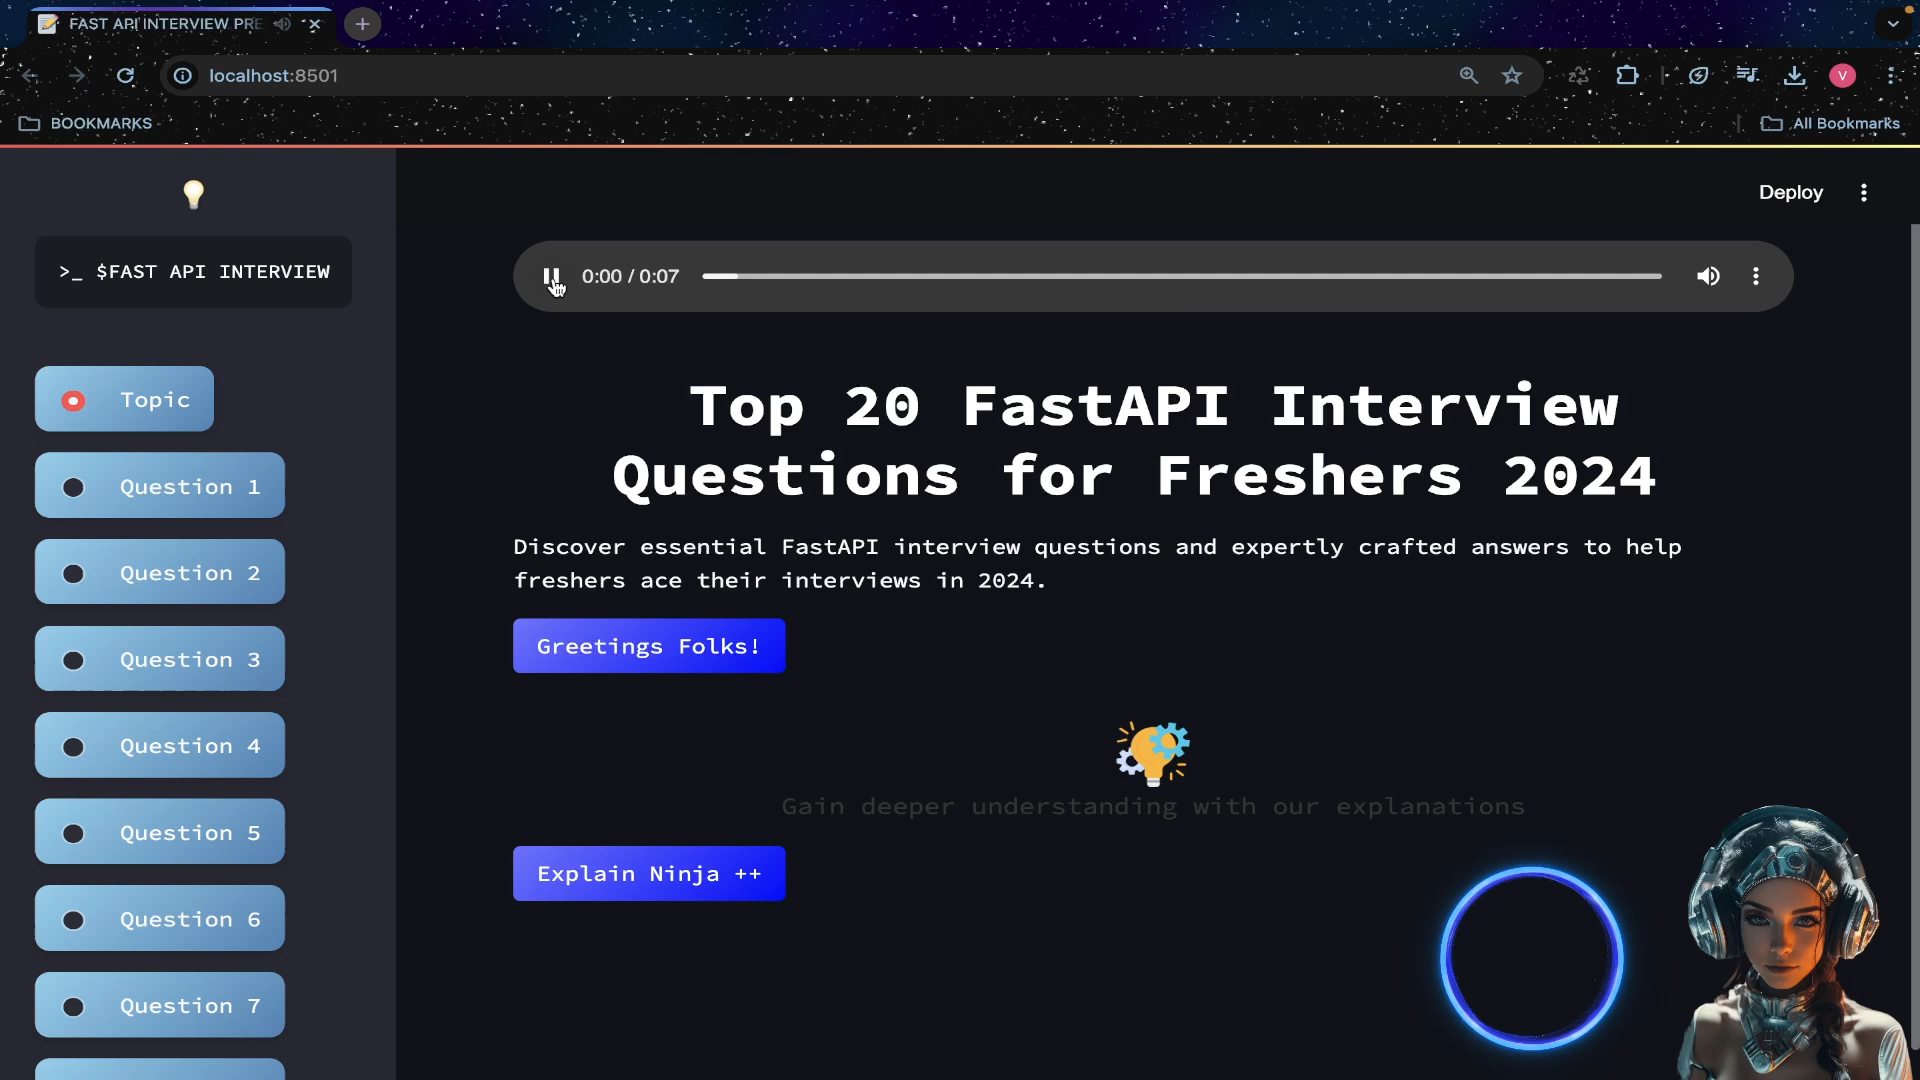 FAST API INTERVIEW PRE
localhost:8501
BOOKMARKS
All Bookmarks
V
Deploy
>_ $FAST API INTERVIEW
0:00 / 0:07
Topic
Question 1
Question 2
Question 3
Question 4
Question 5
Question 6
Question 7
Top 20 FastAPI Interview
Questions for Freshers 2024
Discover essential FastAPI interview questions and expertly crafted answers to help
freshers ace their interviews in 2024.
Greetings Folks!
Gain deeper understanding with our explanations
Explain Ninja ++